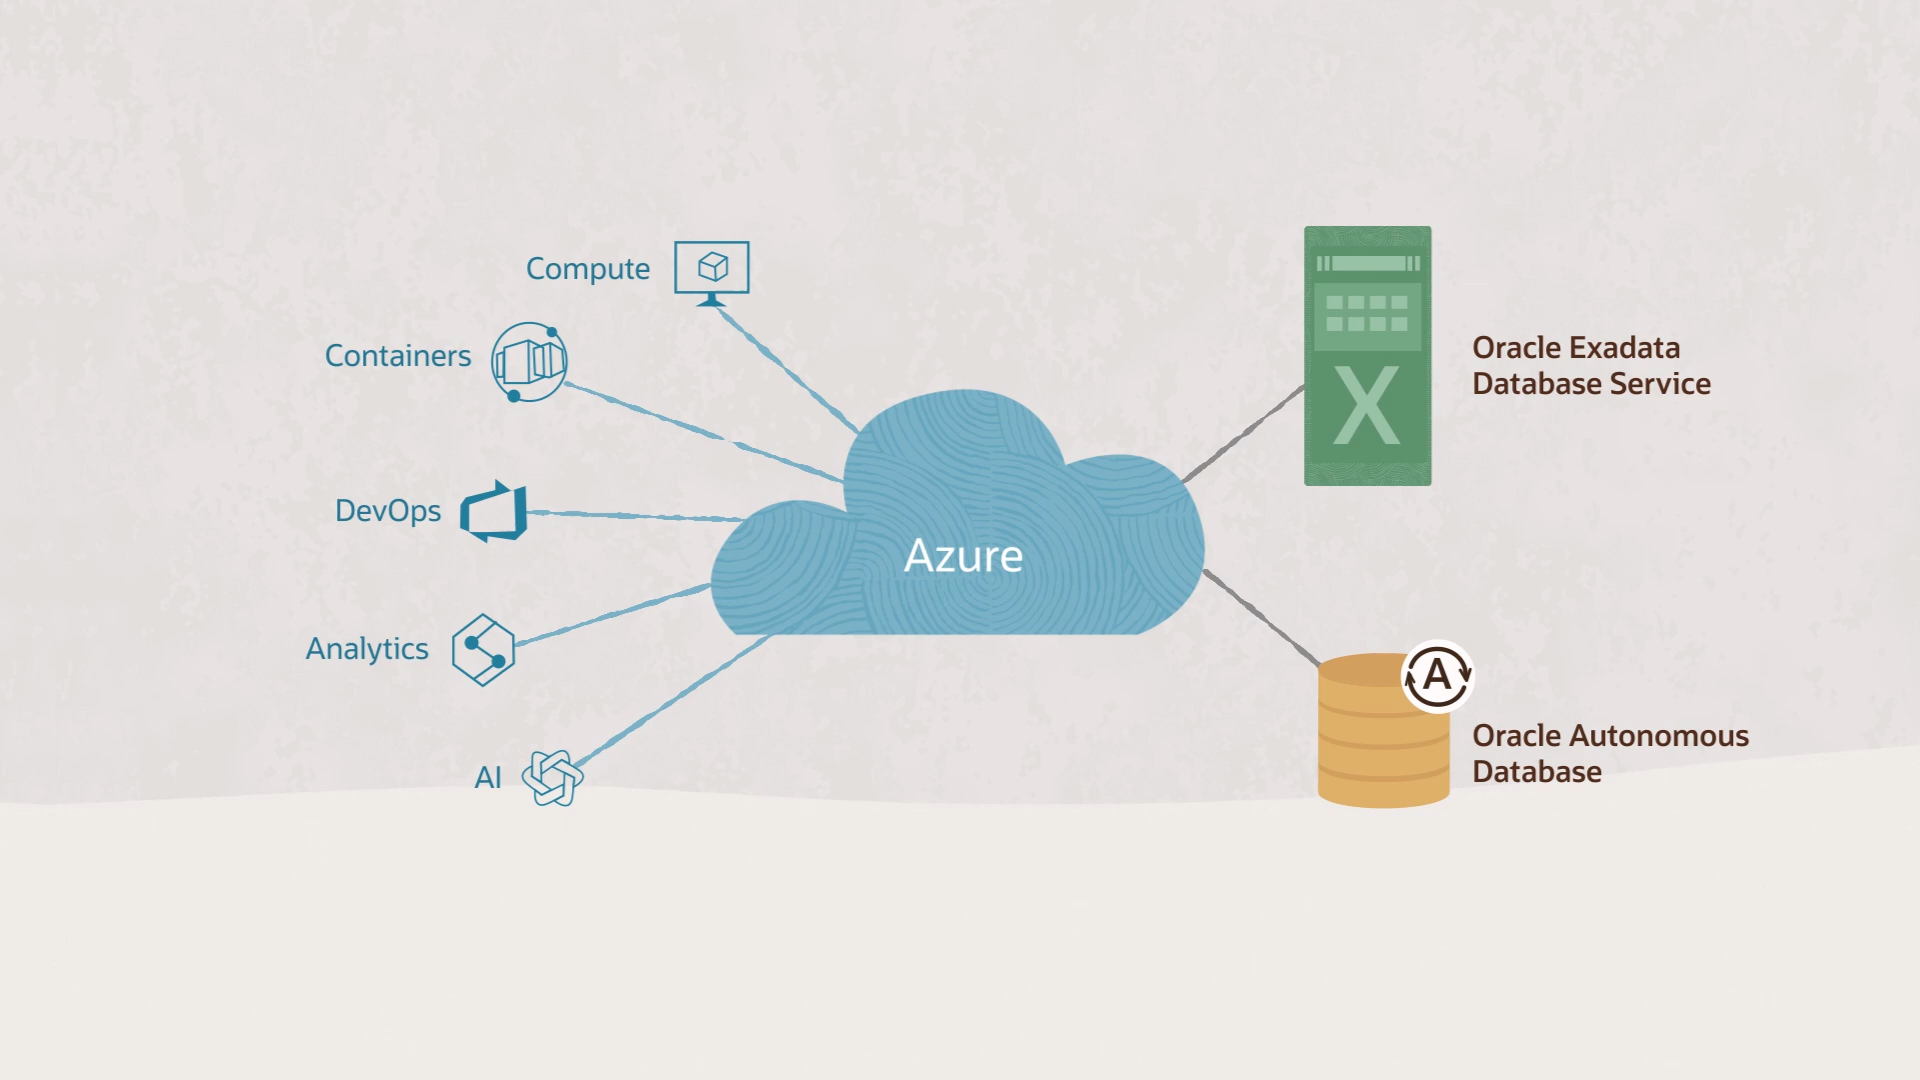 Compute
Containers
DevOps
Analytics
AI
Azure
X
Oracle Exadata
Database Service
A
Oracle Autonomous
Database